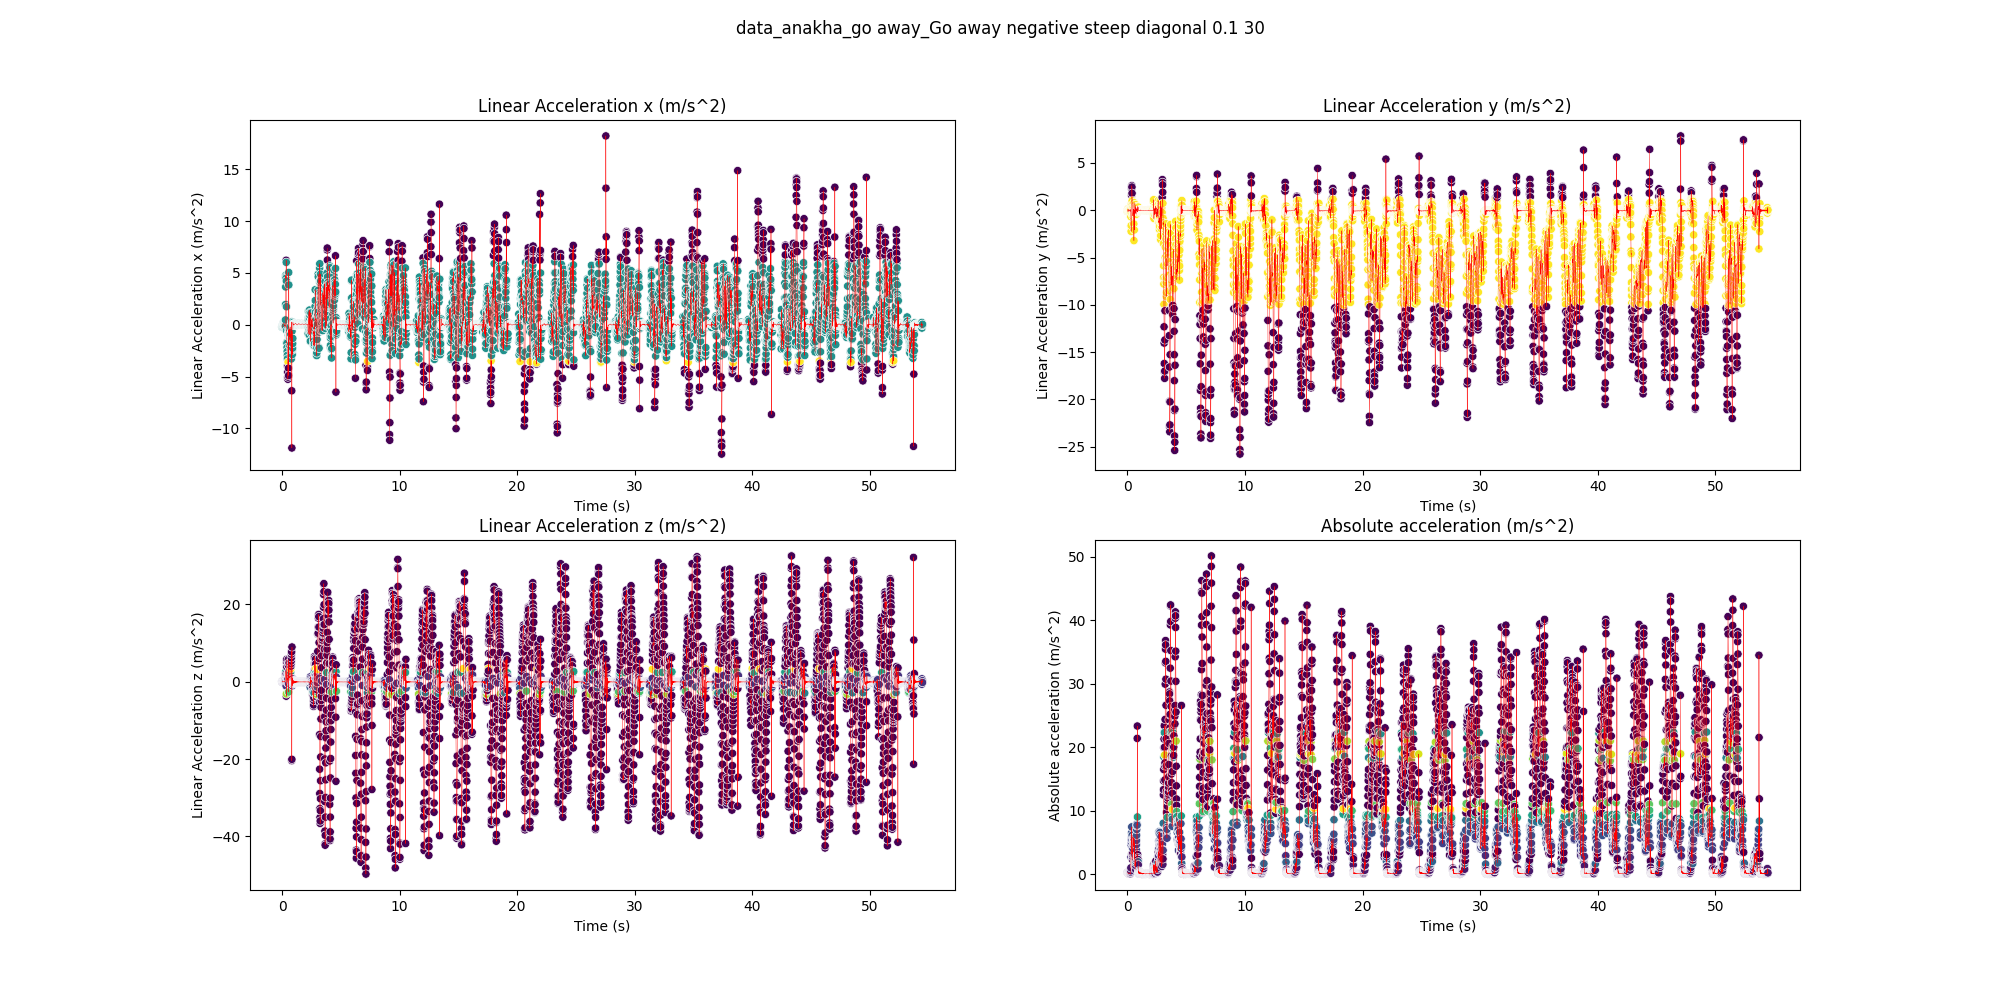 data_anakha_go away_Go away negative steep diagonal 0.1 30
Linear Acceleration x (m/s^2)
Linear Acceleration x (m/s^2)
15
10
5
0
−5
−10
0 10 20 30 40 50
Time (s)
Linear Acceleration y (m/s^2)
Linear Acceleration y (m/s^2)
5
0
−5
−10
−15
−20
−25
0 10 20 30 40 50
Time (s)
Linear Acceleration z (m/s^2)
Linear Acceleration z (m/s^2)
20
0
−20
−40
0 10 20 30 40 50
Time (s)
Absolute acceleration (m/s^2)
Absolute acceleration (m/s^2)
50
40
30
20
10
0
0 10 20 30 40 50
Time (s)